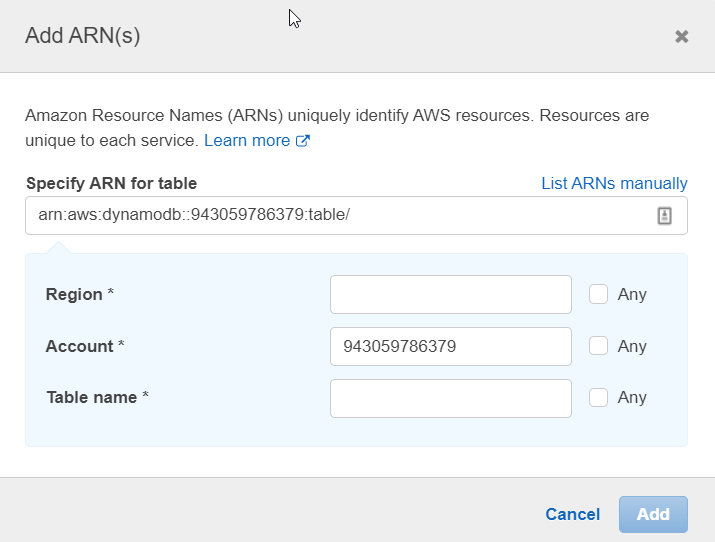 Add ARN(s)
Amazon Resource Names (ARNs) uniquely identify AWS resources. Resources are
unique to each service. Learn more
Specify ARN for table
List ARNs manually
arn:aws:dynamodb::943059786379:table/
Region *
Any
Account *
943059786379
Any
Table name *
Any
Cancel
Add